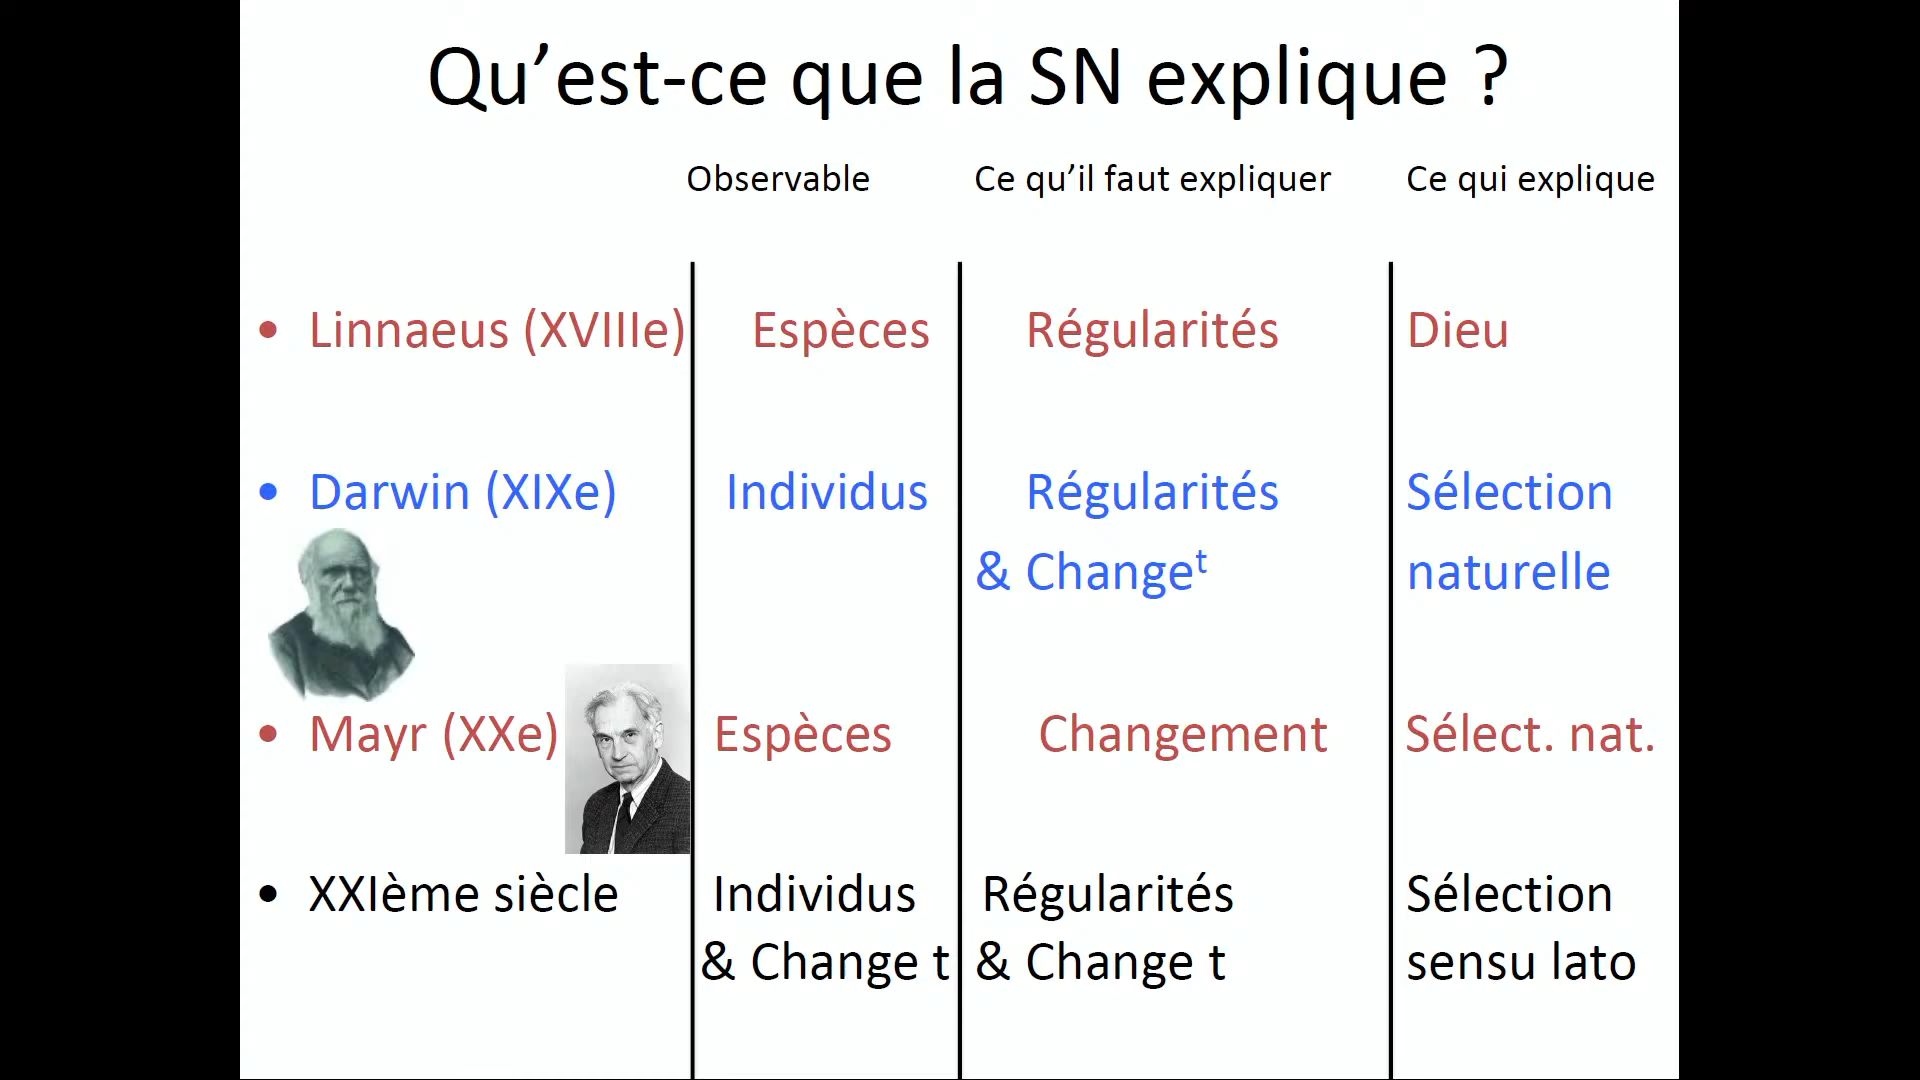 Qu’est-ce que la SN explique ?
Observable Ce qu’il faut expliquer Ce qui explique
• Linnaeus (XVIIIe) Espèces Régularités Dieu
• Darwin (XIXe) Individus Régularités Sélection
& Changeᵗ naturelle
• Mayr (XXe) Espèces Changement Sélect. nat.
• XXIème siècle Individus Régularités Sélection
& Change t & Change t sensu lato